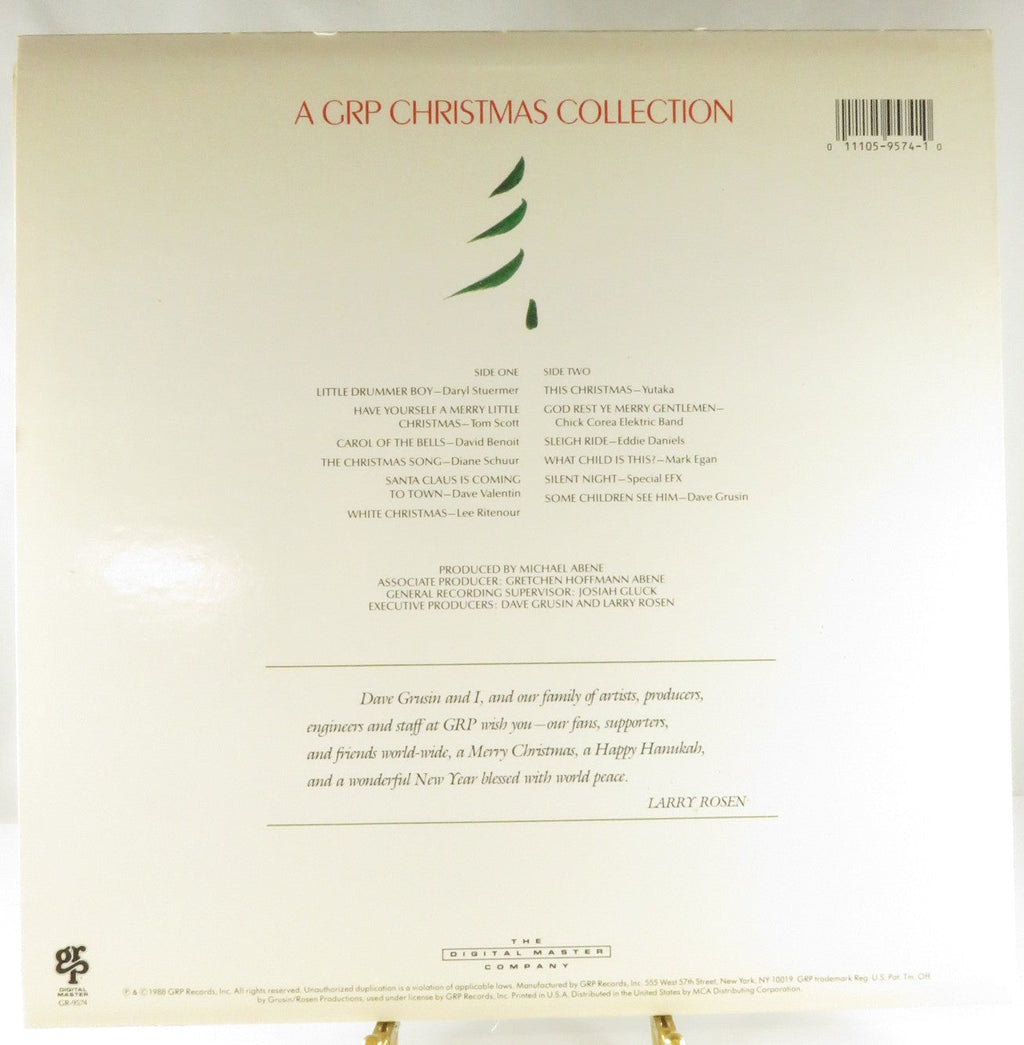 A GRP CHRISTMAS COLLECTION
0 11105-9574-1 0
SIDE ONE
LITTLE DRUMMER BOY—Daryl Stuermer
HAVE YOURSELF A MERRY LITTLE
CHRISTMAS—Tom Scott
CAROL OF THE BELLS—David Benoit
THE CHRISTMAS SONG—Diane Schuur
SANTA CLAUS IS COMING
TO TOWN—Dave Valentin
WHITE CHRISTMAS—Lee Ritenour
SIDE TWO
THIS CHRISTMAS—Yutaka
GOD REST YE MERRY GENTLEMEN—
Chick Corea Elektric Band
SLEIGH RIDE—Eddie Daniels
WHAT CHILD IS THIS?—Mark Egan
SILENT NIGHT—Special EFX
SOME CHILDREN SEE HIM—Dave Grusin
PRODUCED BY MICHAEL ABENE
ASSOCIATE PRODUCER: GRETCHEN HOFFMANN ABENE
GENERAL RECORDING SUPERVISOR: JOSIAH GLUCK
EXECUTIVE PRODUCERS: DAVE GRUSIN AND LARRY ROSEN
Dave Grusin and I, and our family of artists, producers,
engineers and staff at GRP wish you—our fans, supporters,
and friends world-wide, a Merry Christmas, a Happy Hanukah,
and a wonderful New Year blessed with world peace.
LARRY ROSEN
THE
DIGITAL MASTER
COMPANY
grp
DIGITAL
MASTER
GR-9574
℗ & © 1988 GRP Records, Inc. All rights reserved. Unauthorized duplication is a violation of applicable laws. Manufactured by GRP Records, Inc. 555 West 57th Street, New York, NY 10019. GRP trademark Reg. U.S. Pat. Tm. Off.
by Grusin/Rosen Productions, used under license by GRP Records, Inc. Printed in U.S.A. Distributed in the United States by MCA Distributing Corporation.